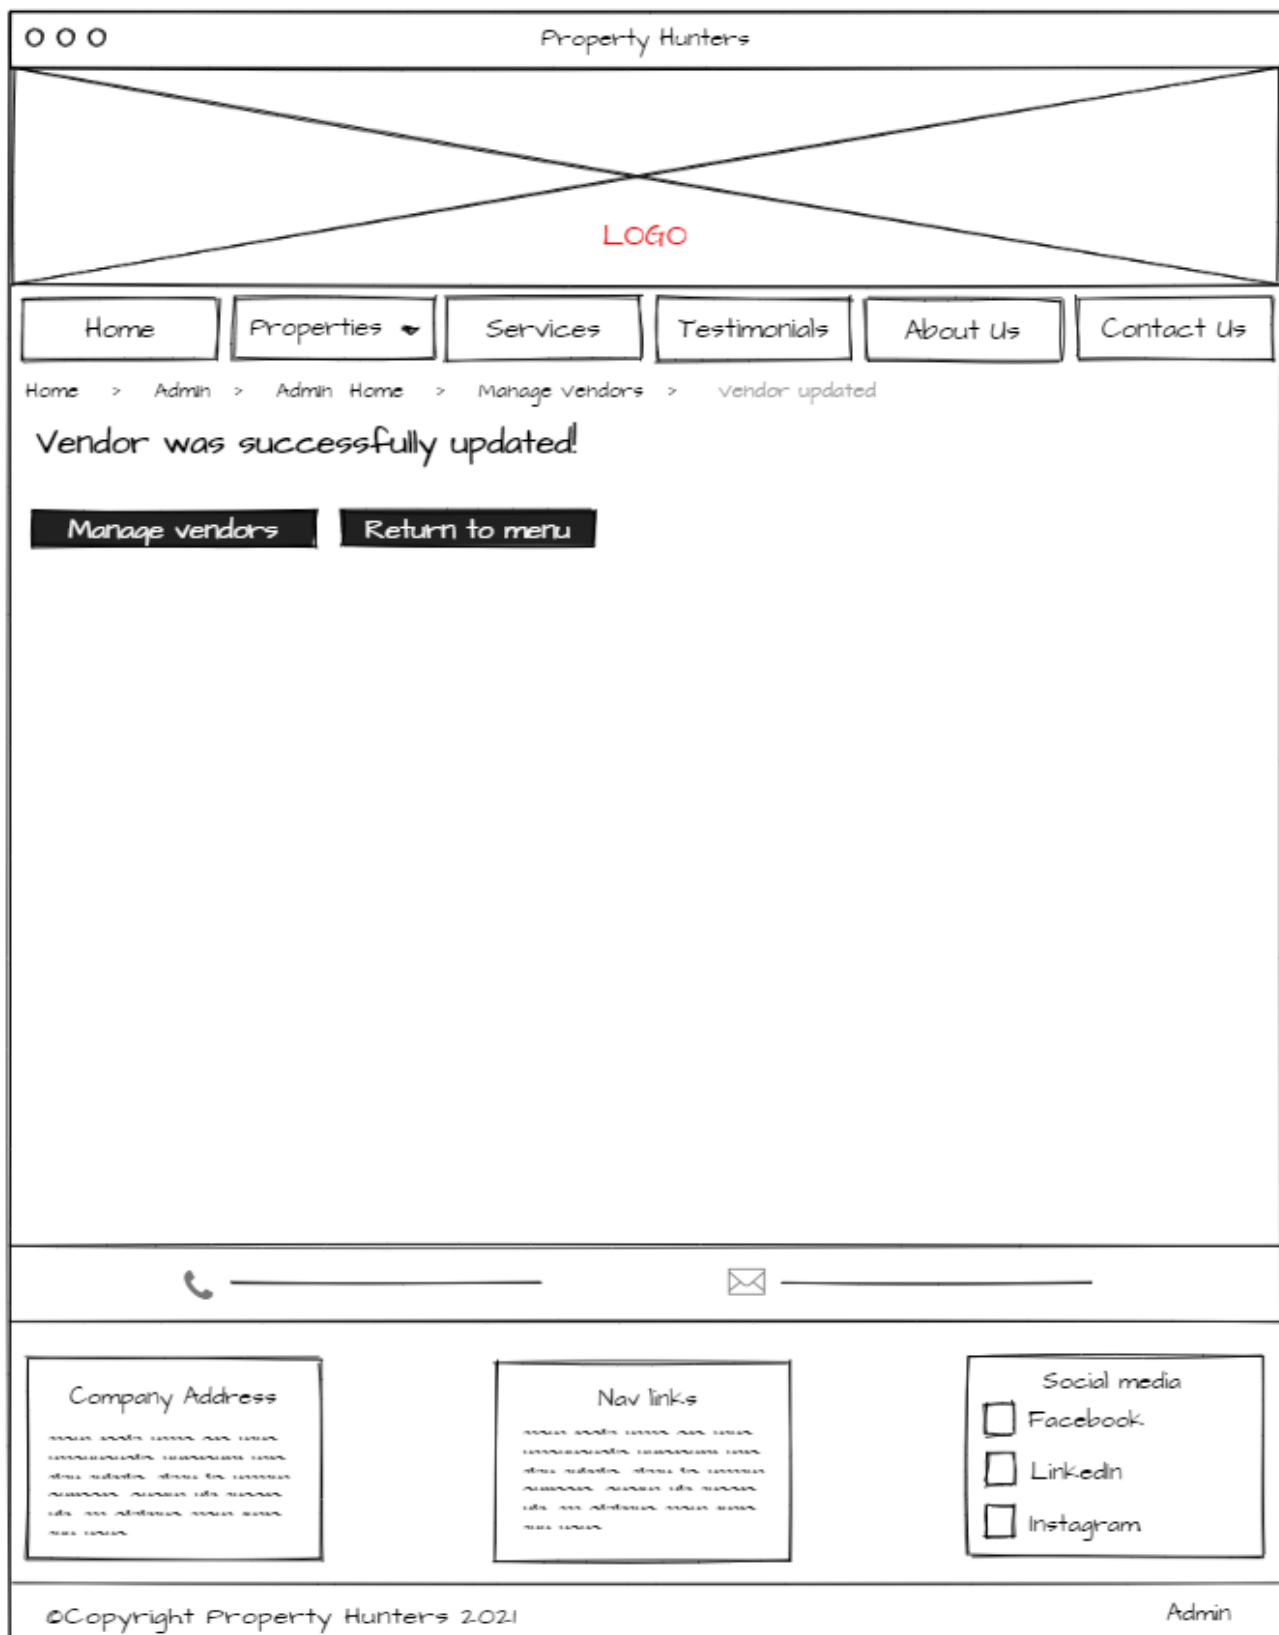 Property Hunters
LOGO
Home Properties Services Testimonials About Us Contact Us
Home > Admin > Admin Home > Manage vendors > vendor updated
Vendor was successfully updated!
Manage vendors Return to menu
Company Address
Nav links
Social media
Facebook
LinkedIn
Instagram
©Copyright Property Hunters 2021
Admin